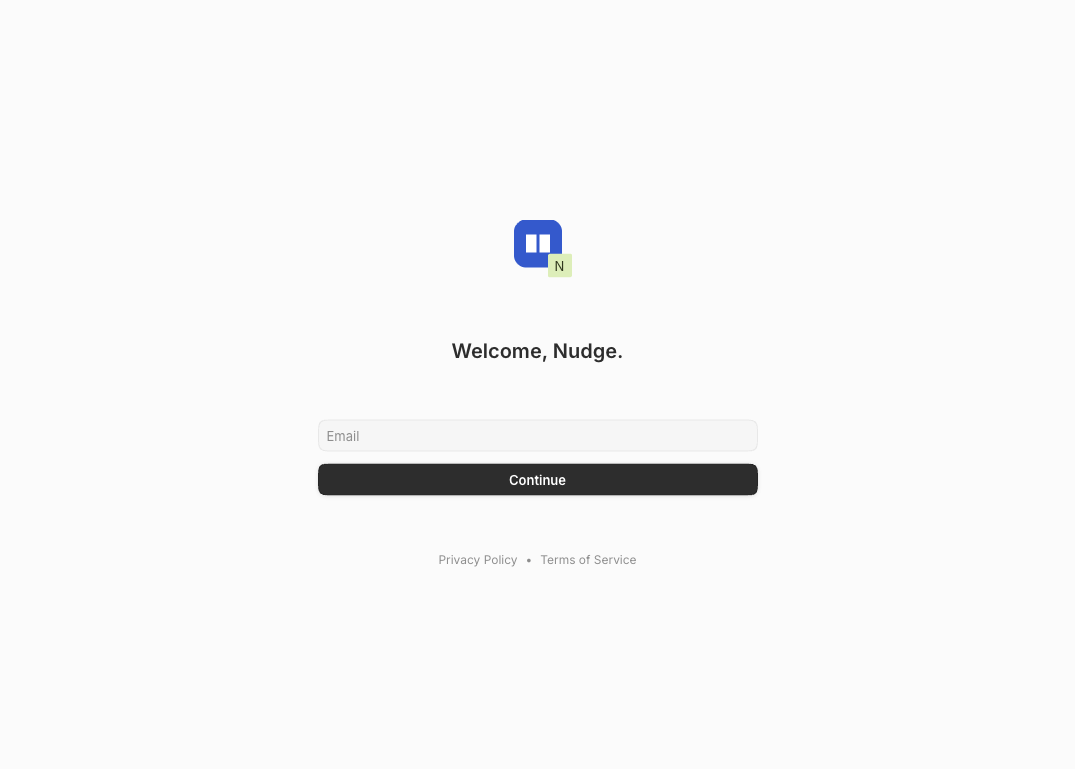 N
Welcome, Nudge.
Email
Continue
Privacy Policy • Terms of Service